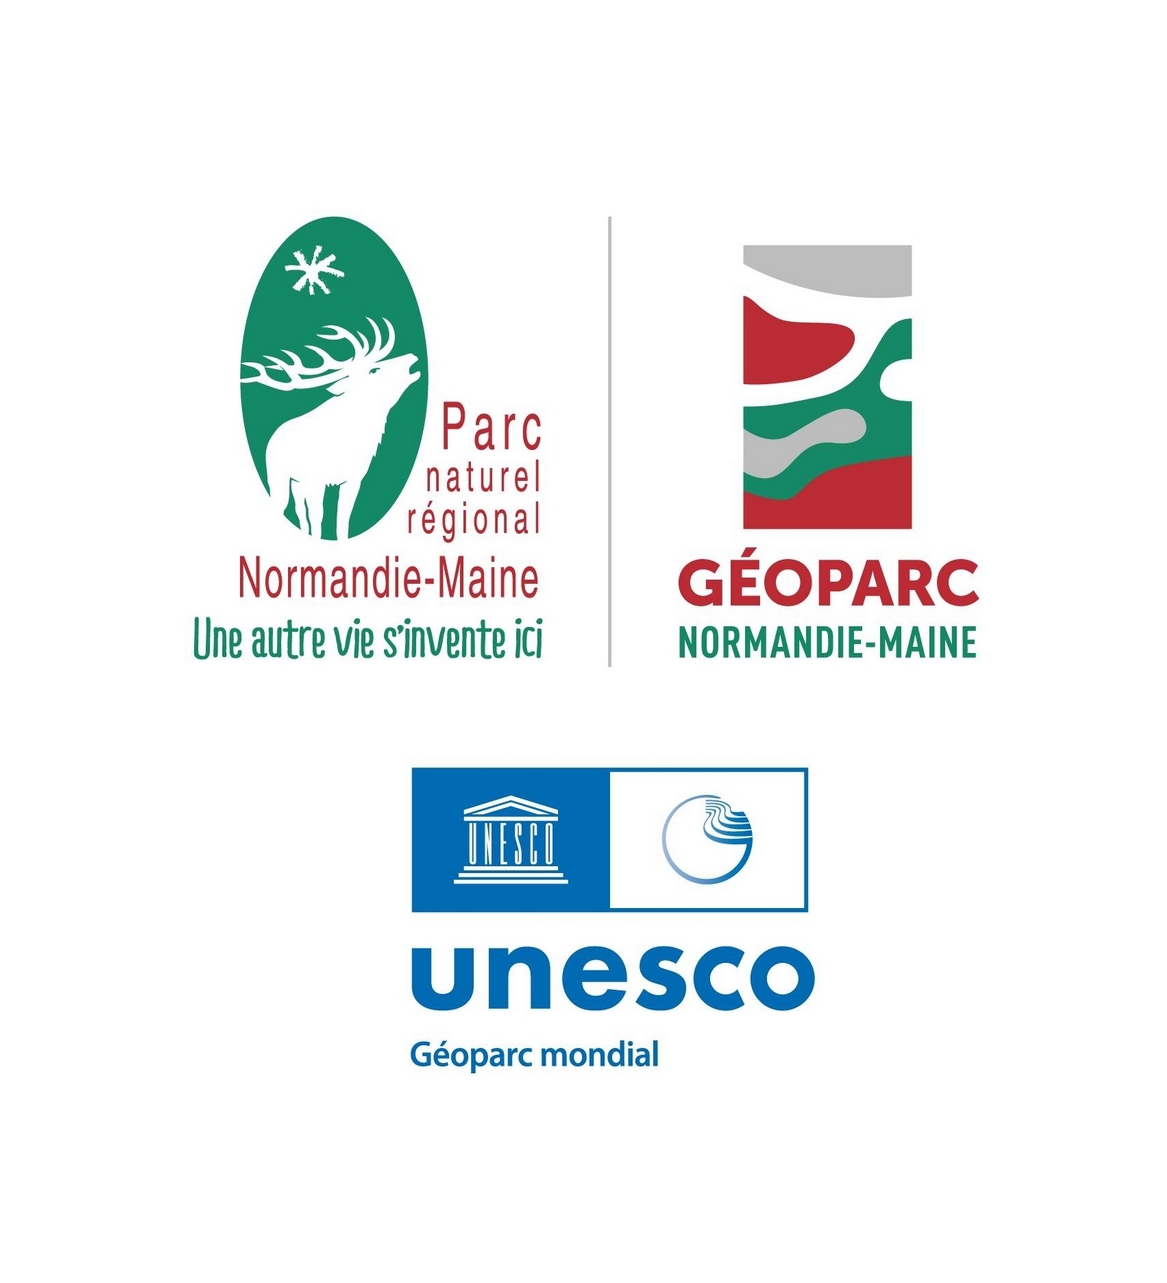 Parc
naturel
régional
Normandie-Maine
Une autre vie s'invente ici
GÉOPARC
NORMANDIE-MAINE
UNESCO
unesco
Géoparc mondial